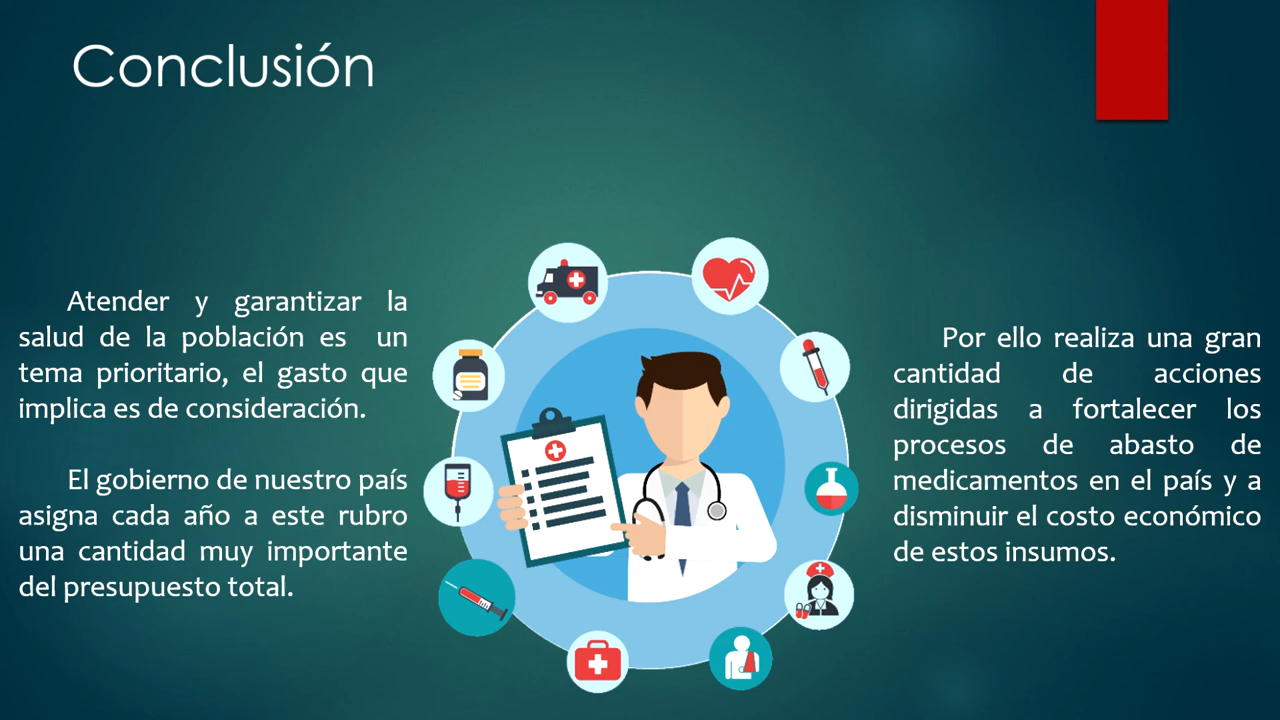 Conclusión
Atender y garantizar la
salud de la población es un
tema prioritario, el gasto que
implica es de consideración.
El gobierno de nuestro país
asigna cada año a este rubro
una cantidad muy importante
del presupuesto total.
Por ello realiza una gran
cantidad de acciones
dirigidas a fortalecer los
procesos de abasto de
medicamentos en el país y a
disminuir el costo económico
de estos insumos.